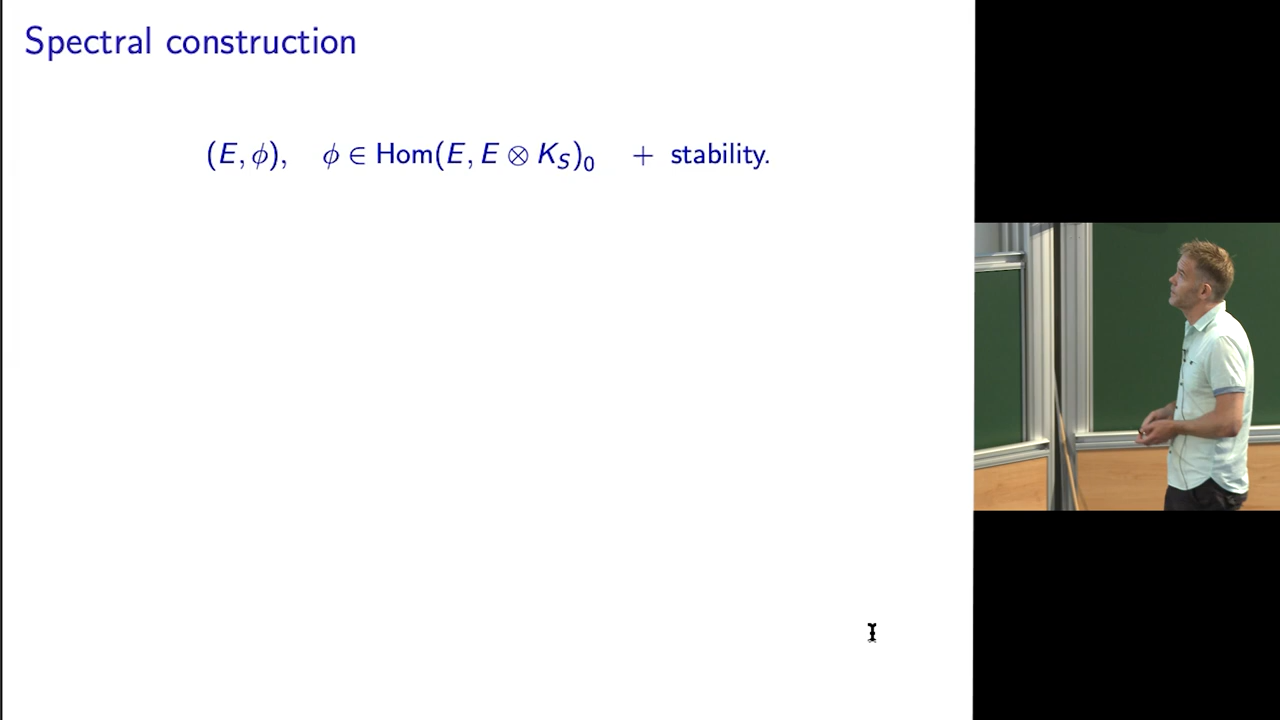 Spectral construction
(E, ϕ), ϕ ∈ Hom(E, E ⊗ K_S)_0 + stability.